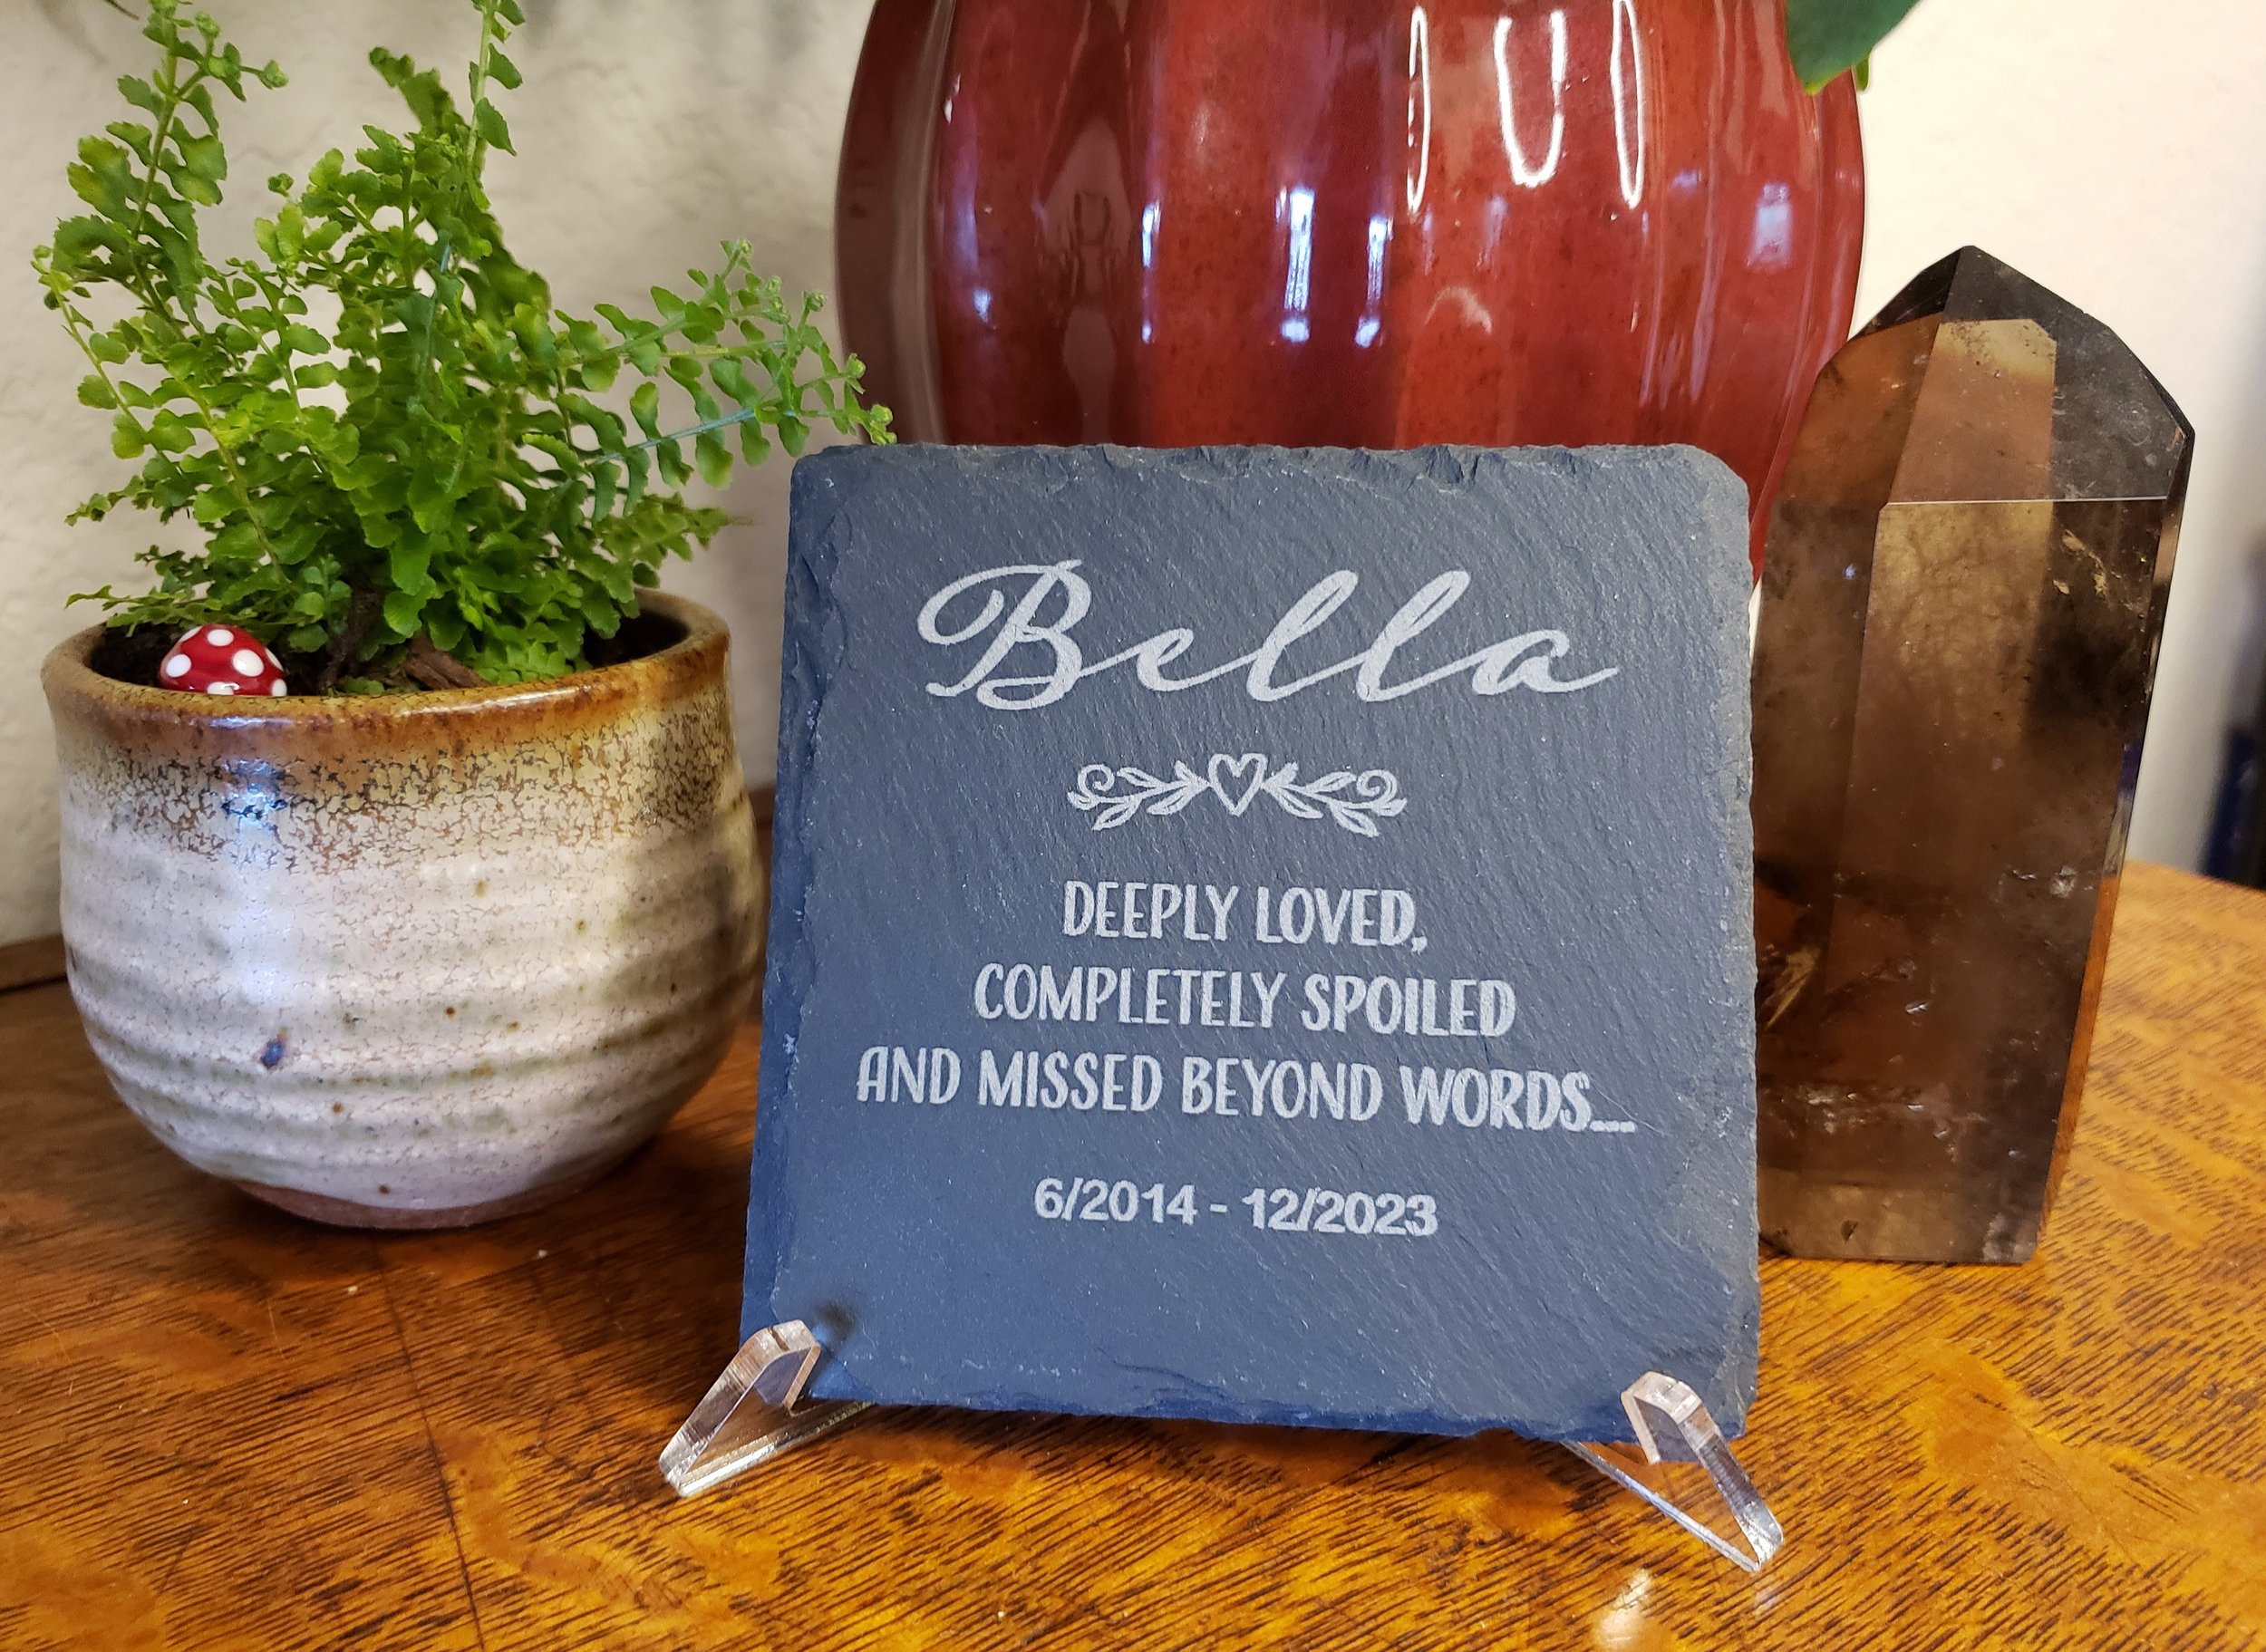 Bella
DEEPLY LOVED,
COMPLETELY SPOILED
AND MISSED BEYOND WORDS....
6/2014 - 12/2023